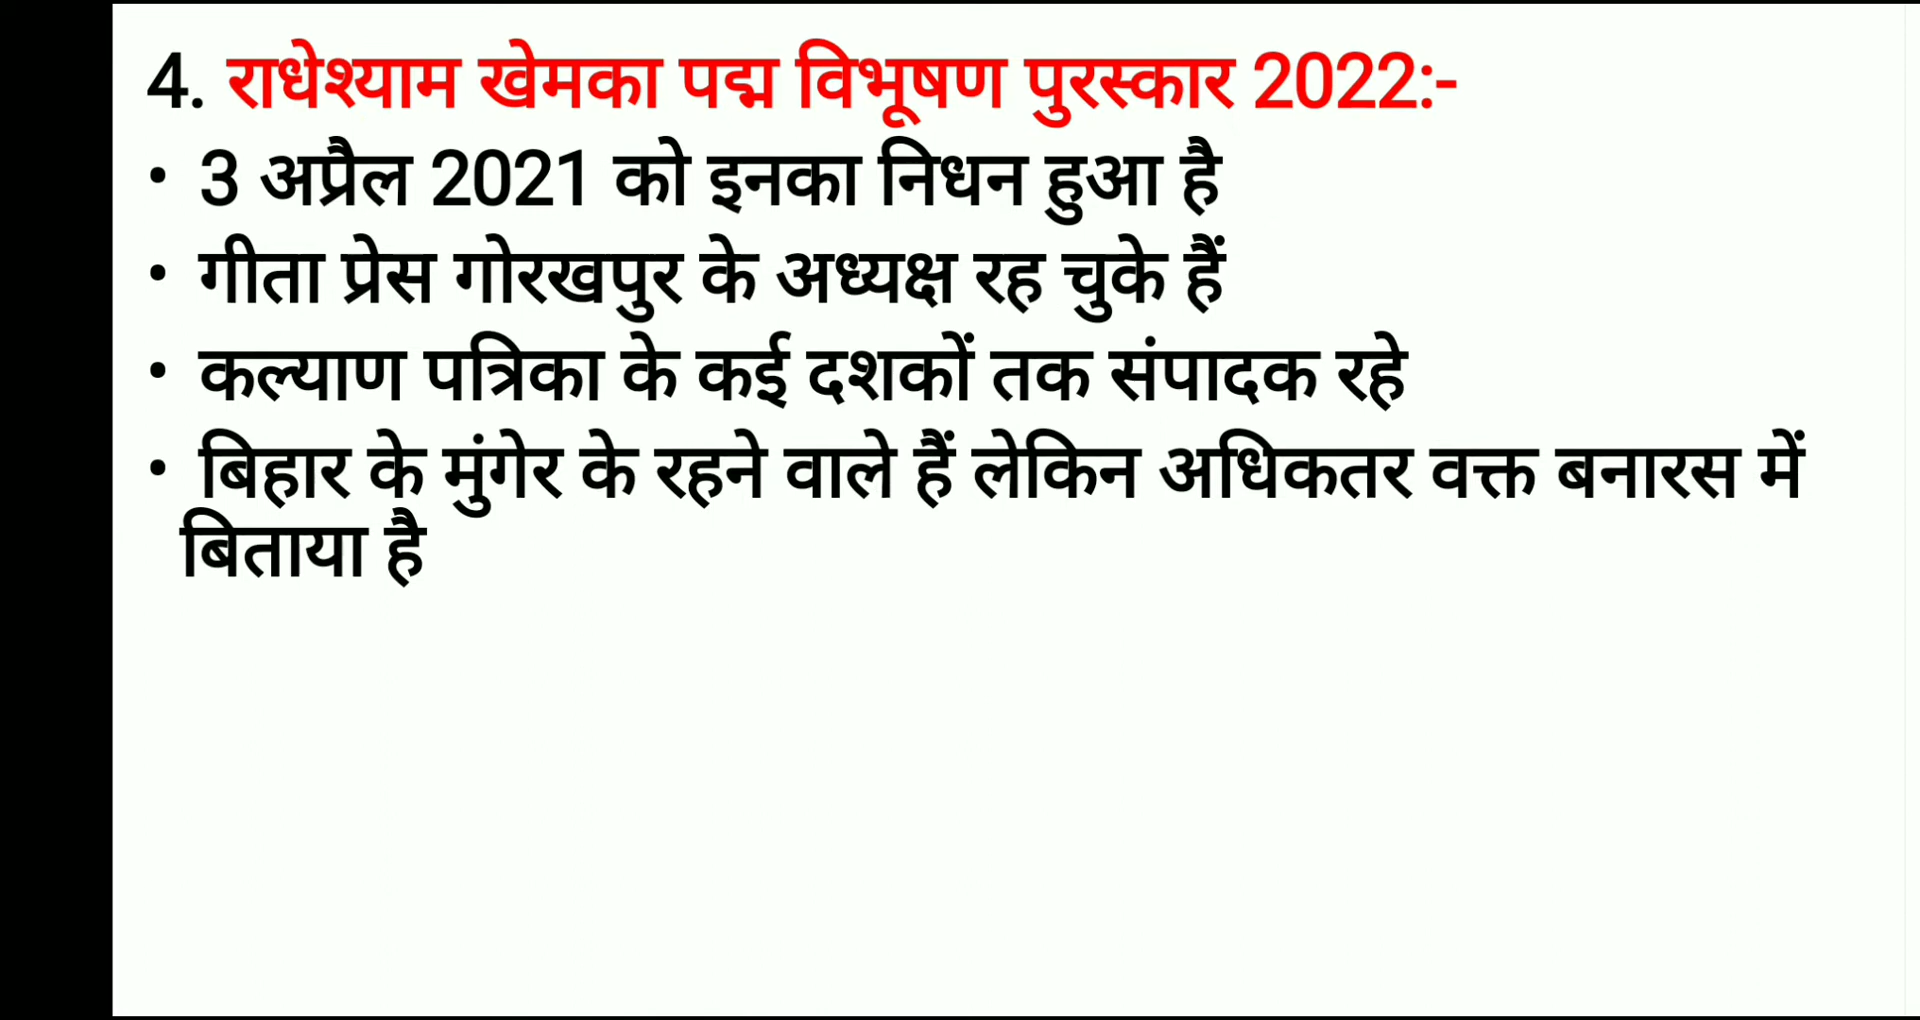 4. राधेश्याम खेमका पद्म विभूषण पुरस्कार 2022:-
• 3 अप्रैल 2021 को इनका निधन हुआ है
• गीता प्रेस गोरखपुर के अध्यक्ष रह चुके हैं
• कल्याण पत्रिका के कई दशकों तक संपादक रहे
• बिहार के मुंगेर के रहने वाले हैं लेकिन अधिकतर वक्त बनारस में
बिताया है